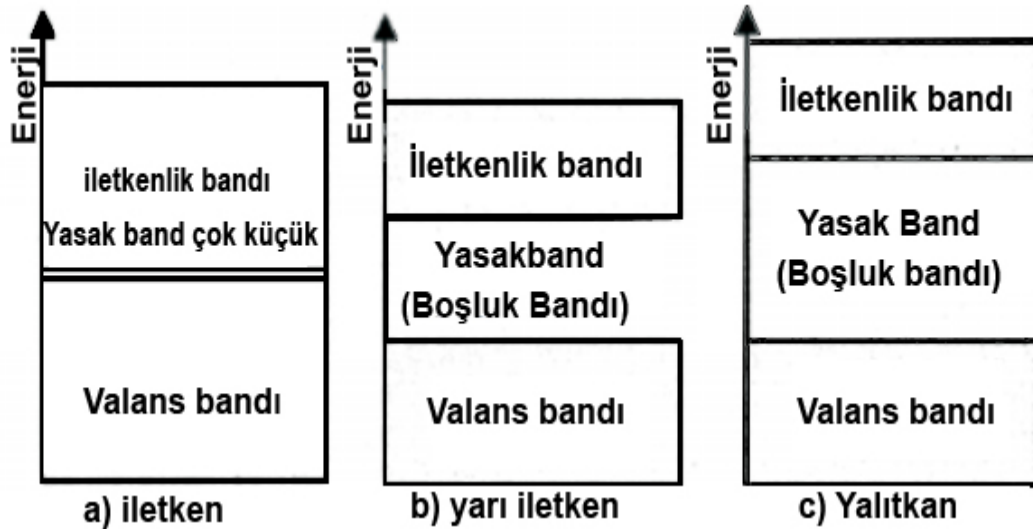 Enerji
iletkenlik bandı
Yasak band çok küçük
Valans bandı
a) iletken
Enerji
İletkenlik bandı
Yasakband
(Boşluk Bandı)
Valans bandı
b) yarı iletken
Enerji
İletkenlik bandı
Yasak Band
(Boşluk bandı)
Valans bandı
c) Yalıtkan